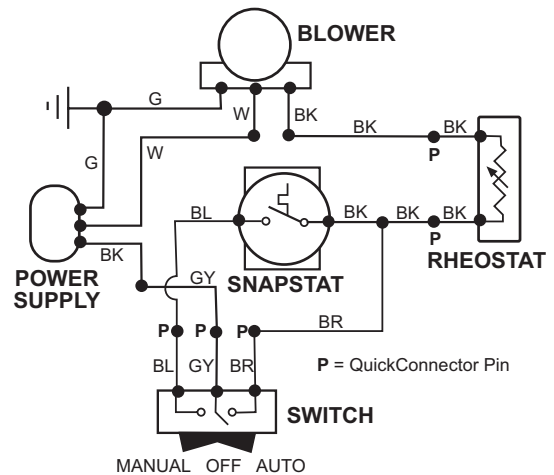 BLOWER
G
W
BK
BK
BK
P
G
W
BL
BK
BK
BK
P
BK
POWER
SUPPLY
SNAPSTAT
RHEOSTAT
GY
BR
P
P
P
BL
GY
BR
P = QuickConnector Pin
SWITCH
MANUAL OFF AUTO